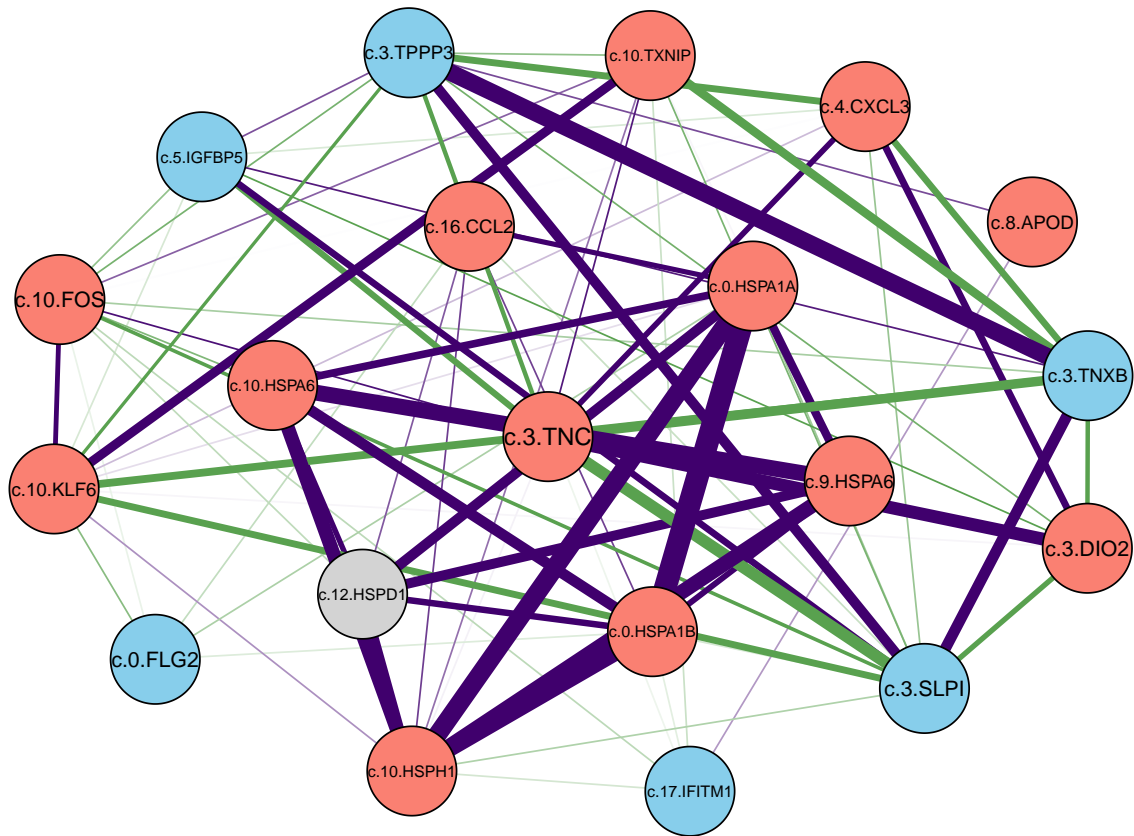 c.3.TPPP3
c.10.TXNIP
c.4.CXCL3
c.5.IGFBP5
c.16.CCL2
c.8.APOD
c.10.FOS
c.0.HSPA1A
c.10.HSPA6
c.3.TNXB
c.3.TNC
c.10.KLF6
c.9.HSPA6
c.3.DIO2
c.12.HSPD1
c.0.HSPA1B
c.0.FLG2
c.3.SLPI
c.10.HSPH1
c.17.IFITM1